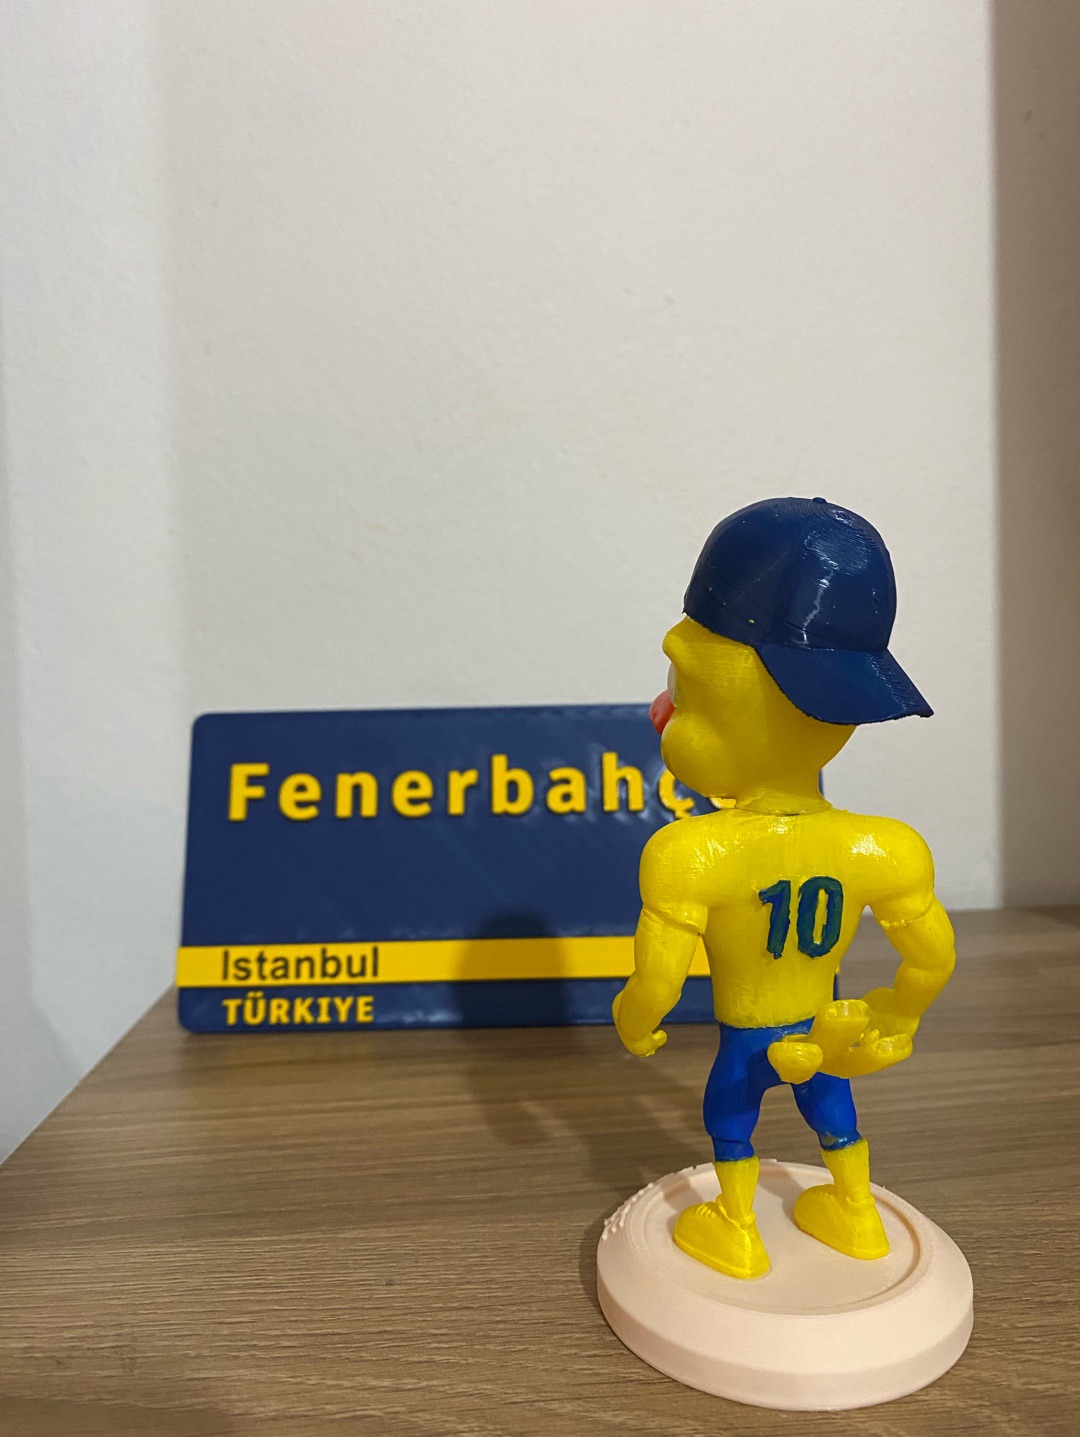 Fenerbahç
Istanbul
TÜRKIYE
10